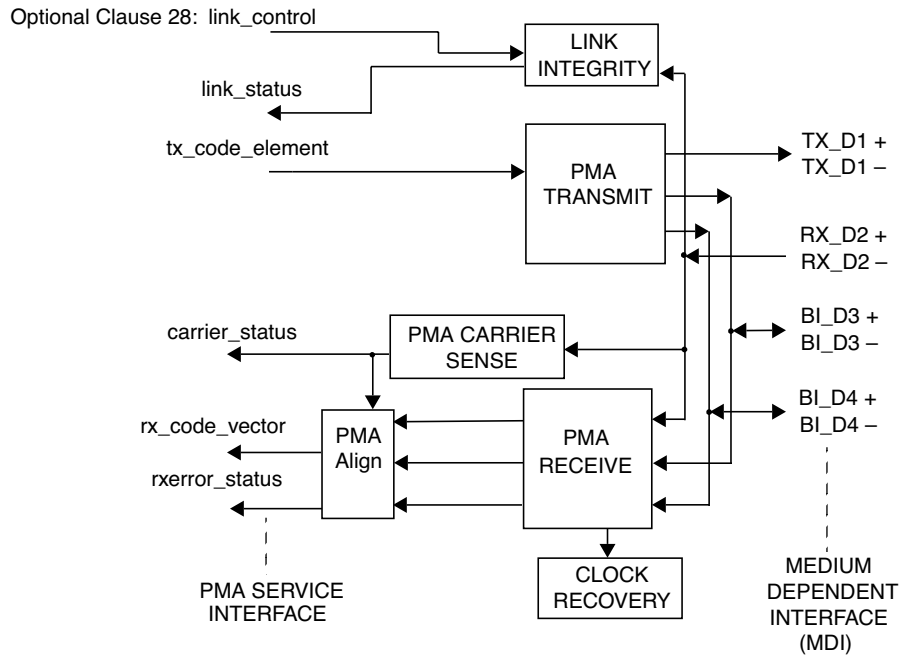 Optional Clause 28: link_control
LINK
INTEGRITY
link_status
tx_code_element
PMA
TRANSMIT
TX_D1 +
TX_D1 –
RX_D2 +
RX_D2 –
carrier_status
PMA CARRIER
SENSE
BI_D3 +
BI_D3 –
rx_code_vector
PMA
Align
PMA
RECEIVE
BI_D4 +
BI_D4 –
rxerror_status
PMA SERVICE
INTERFACE
CLOCK
RECOVERY
MEDIUM
DEPENDENT
INTERFACE
(MDI)